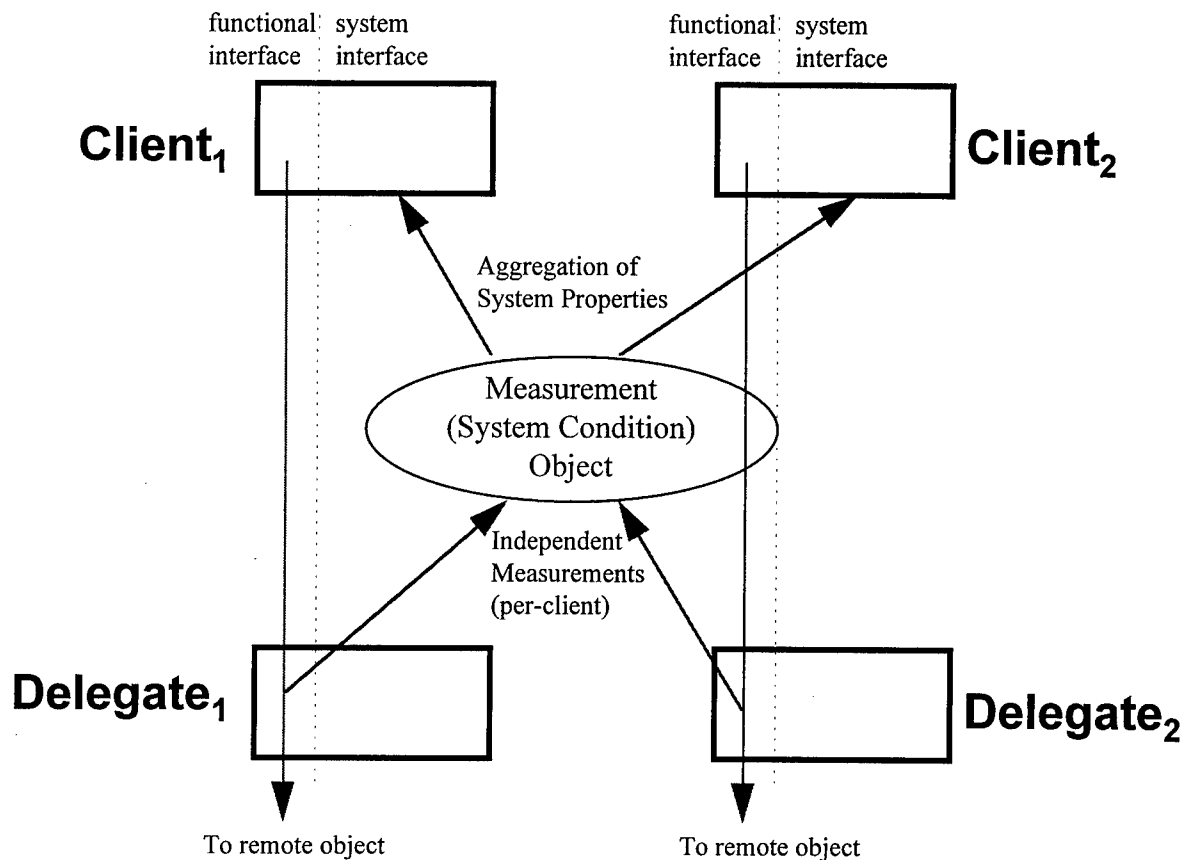 functional system
interface interface
functional system
interface interface
Client1
Client2
Aggregation of
System Properties
Measurement
(System Condition)
Object
Independent
Measurements
(per-client)
Delegate1
Delegate2
To remote object
To remote object